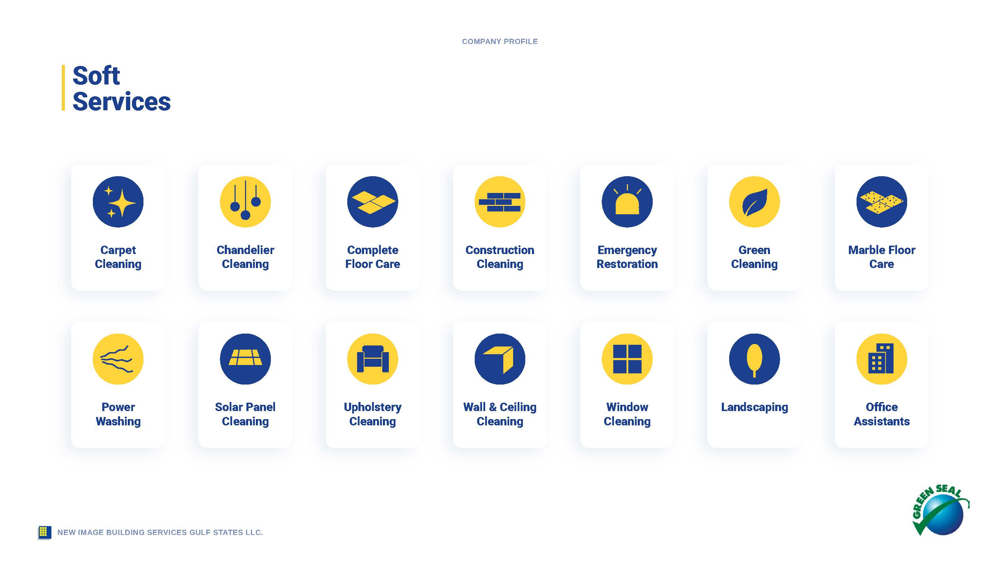 COMPANY PROFILE
Soft
Services
Carpet
Cleaning
Chandelier
Cleaning
Complete
Floor Care
Construction
Cleaning
Emergency
Restoration
Green
Cleaning
Marble Floor
Care
Power
Washing
Solar Panel
Cleaning
Upholstery
Cleaning
Wall & Ceiling
Cleaning
Window
Cleaning
Landscaping
Office
Assistants
GREEN SEAL
NEW IMAGE BUILDING SERVICES GULF STATES LLC.